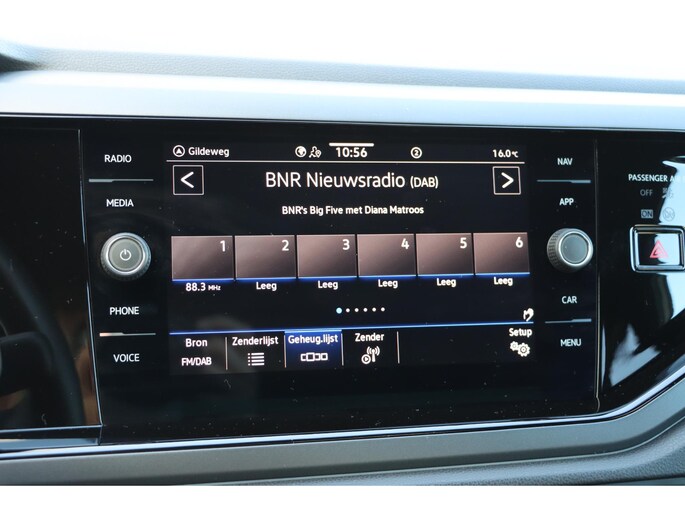 RADIO
MEDIA
PHONE
VOICE
Gildeweg 10:56 2 16.0°C
< BNR Nieuwsradio (DAB) >
BNR's Big Five met Diana Matroos
1 2 3 4 5 6
88.3 MHz Leeg Leeg Leeg Leeg Leeg
Bron Zenderlijst Geheug.lijst Zender Setup
FM/DAB
NAV
APP
CAR
MENU
PASSENGER A
OFF
ON